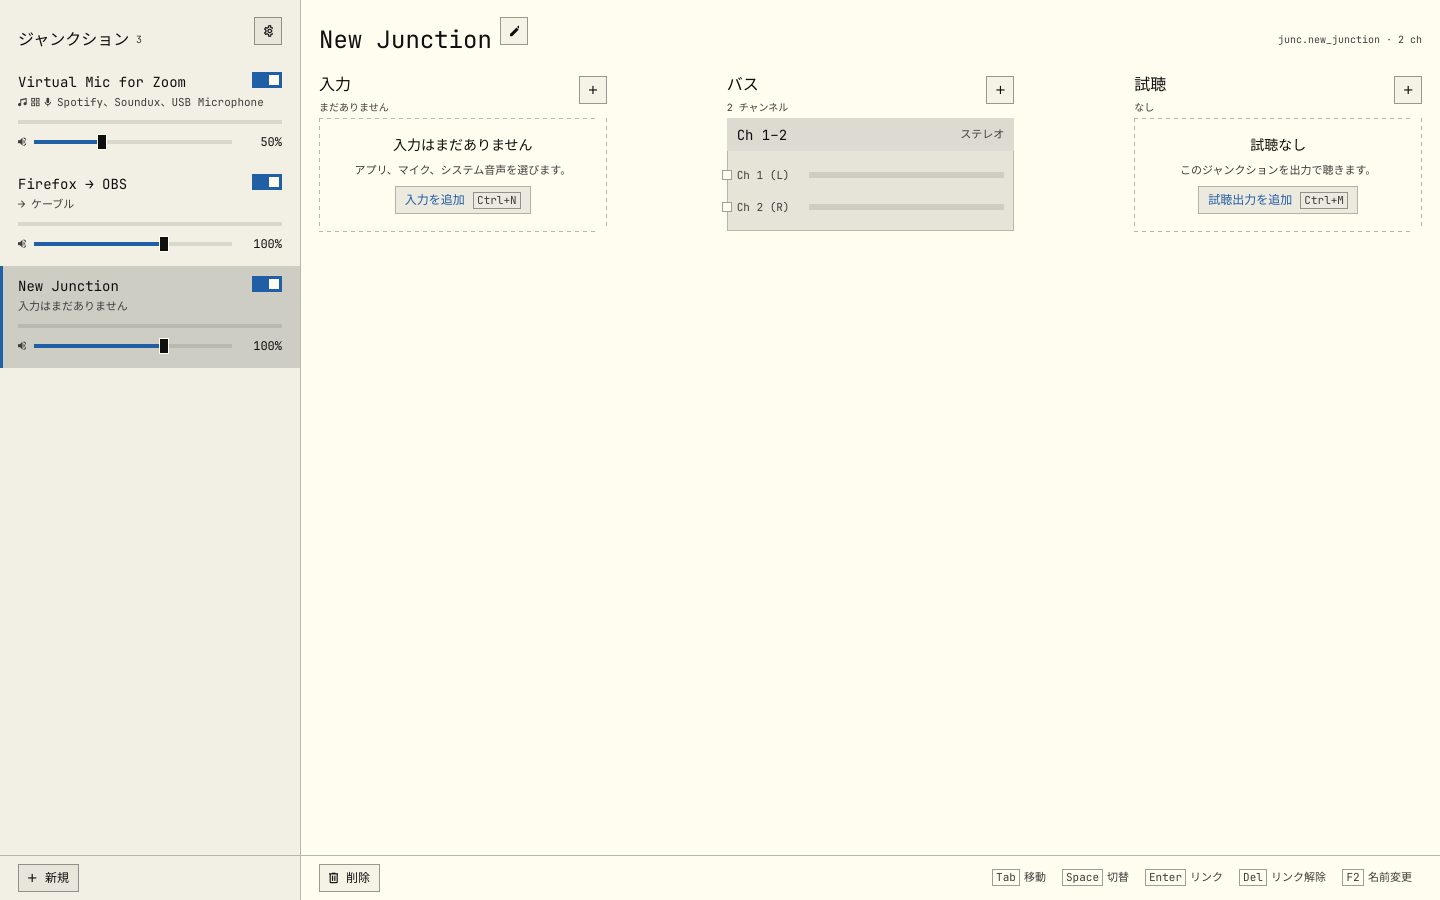 ジャンクション 3
Virtual Mic for Zoom
Spotify、Soundux、USB Microphone
50%
Firefox → OBS
→ ケーブル
100%
New Junction
入力はまだありません
100%
+ 新規
New Junction
junc.new_junction · 2 ch
入力
まだありません
入力はまだありません
アプリ、マイク、システム音声を選びます。
入力を追加 Ctrl+N
バス
2 チャンネル
Ch 1–2 ステレオ
Ch 1 (L)
Ch 2 (R)
試聴
なし
試聴なし
このジャンクションを出力で聴きます。
試聴出力を追加 Ctrl+M
削除
Tab 移動 Space 切替 Enter リンク Del リンク解除 F2 名前変更